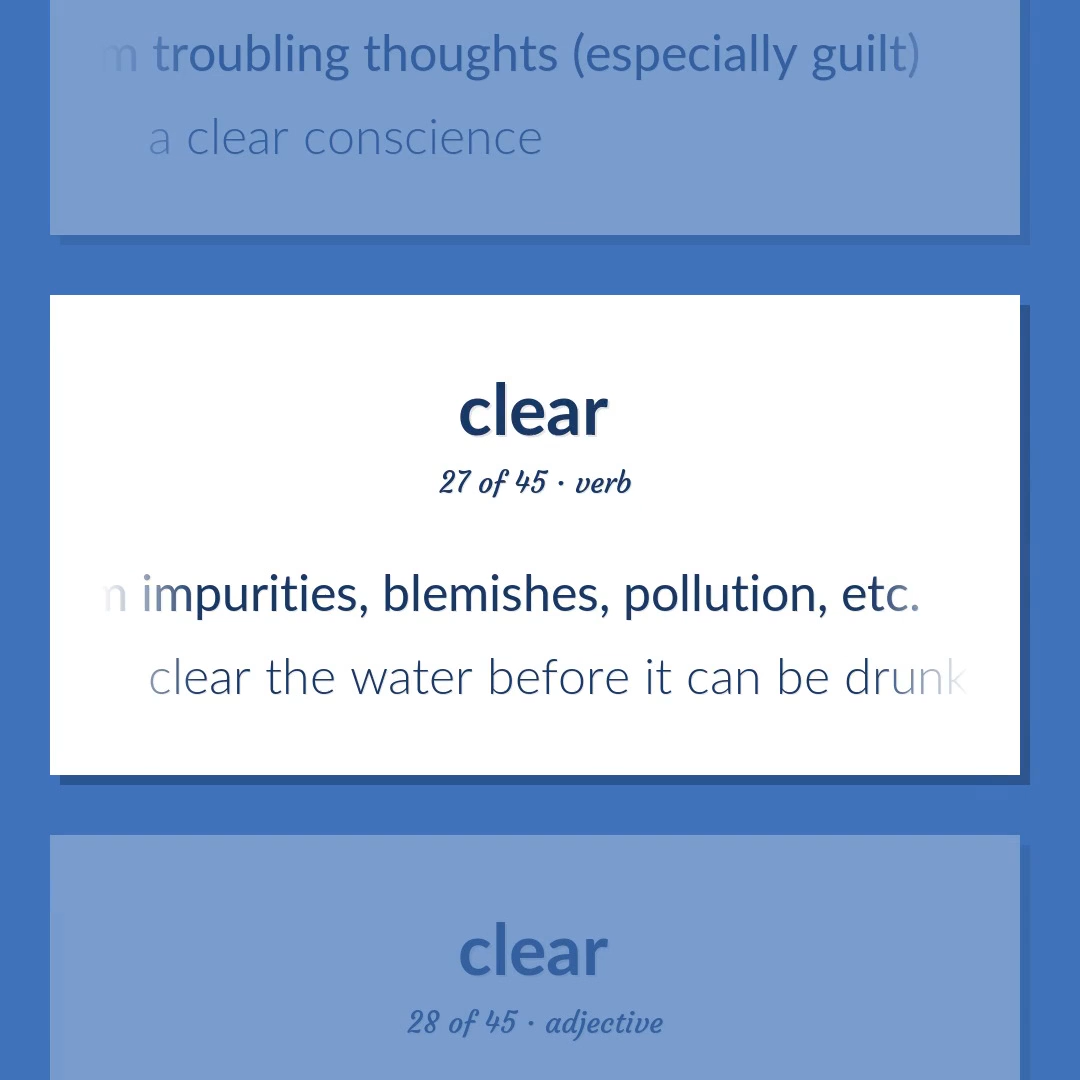 troubling thoughts (especially guilt)
a clear conscience
clear
27 of 45 · verb
impurities, blemishes, pollution, etc.
clear the water before it can be drunk
clear
28 of 45 · adjective